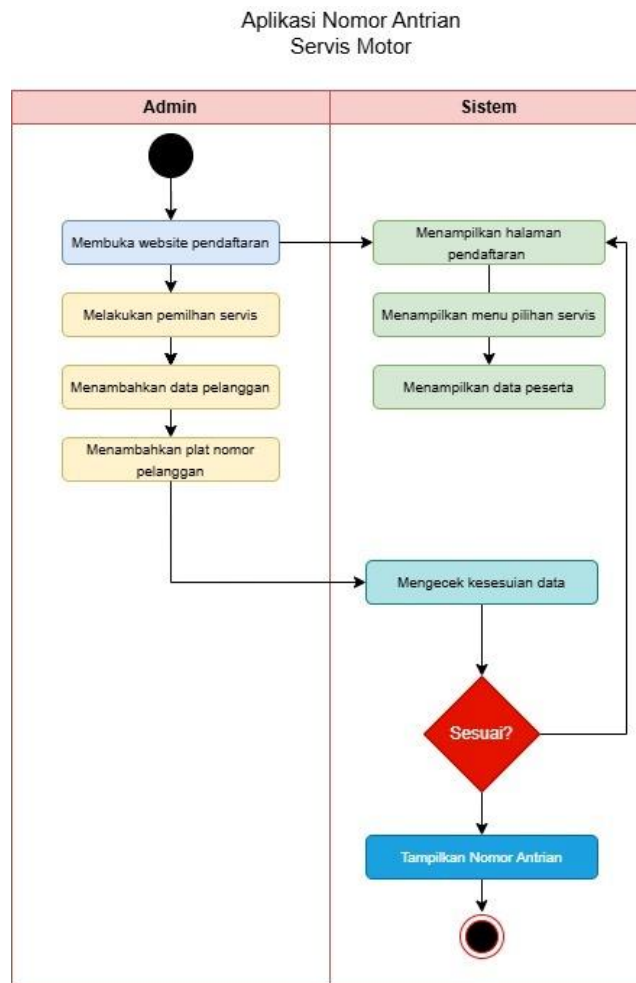 Aplikasi Nomor Antrian
Servis Motor
Admin
Sistem
Membuka website pendaftaran
Menampilkan halaman
pendaftaran
Melakukan pemilhan servis
Menampilkan menu pilihan servis
Menambahkan data pelanggan
Menampilkan data peserta
Menambahkan plat nomor
pelanggan
Mengecek kesesuian data
Sesuai?
Tampilkan Nomor Antrian